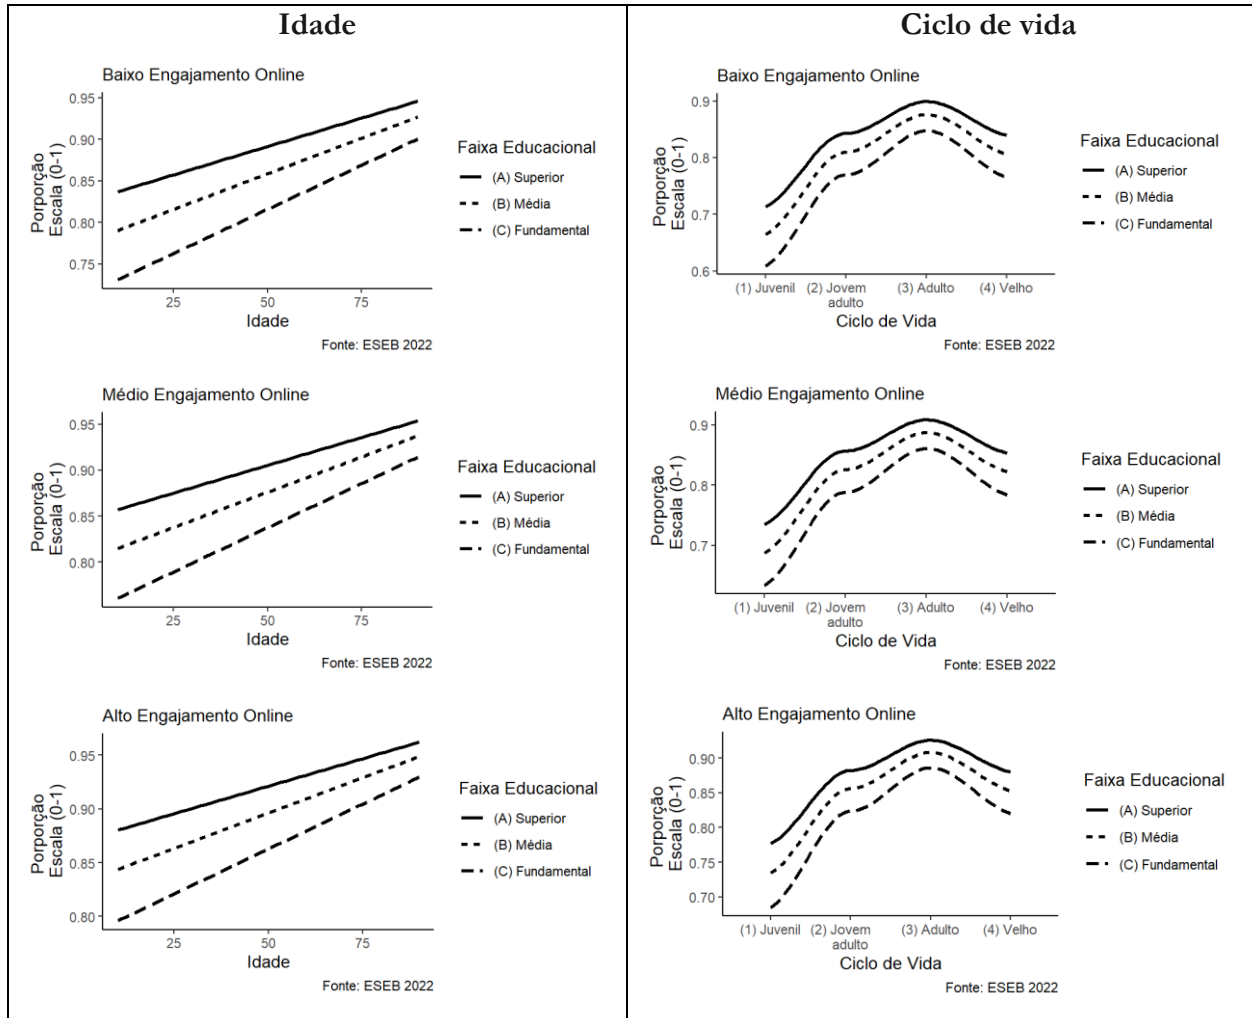 Idade
Baixo Engajamento Online
0.95
0.90
0.85
0.80
0.75
Porporção
Escala (0-1)
25
50
75
Idade
Faixa Educacional
(A) Superior
(B) Média
(C) Fundamental
Fonte: ESEB 2022
Médio Engajamento Online
0.95
0.90
0.85
0.80
Porporção
Escala (0-1)
25
50
75
Idade
Faixa Educacional
(A) Superior
(B) Média
(C) Fundamental
Fonte: ESEB 2022
Alto Engajamento Online
0.95
0.90
0.85
0.80
Porporção
Escala (0-1)
25
50
75
Idade
Faixa Educacional
(A) Superior
(B) Média
(C) Fundamental
Fonte: ESEB 2022
Ciclo de vida
Baixo Engajamento Online
0.9
0.8
0.7
0.6
Porporção
Escala (0-1)
(1) Juvenil
(2) Jovem
adulto
(3) Adulto
(4) Velho
Ciclo de Vida
Faixa Educacional
(A) Superior
(B) Média
(C) Fundamental
Fonte: ESEB 2022
Médio Engajamento Online
0.9
0.8
0.7
Porporção
Escala (0-1)
(1) Juvenil
(2) Jovem
adulto
(3) Adulto
(4) Velho
Ciclo de Vida
Faixa Educacional
(A) Superior
(B) Média
(C) Fundamental
Fonte: ESEB 2022
Alto Engajamento Online
0.90
0.85
0.80
0.75
0.70
Porporção
Escala (0-1)
(1) Juvenil
(2) Jovem
adulto
(3) Adulto
(4) Velho
Ciclo de Vida
Faixa Educacional
(A) Superior
(B) Média
(C) Fundamental
Fonte: ESEB 2022